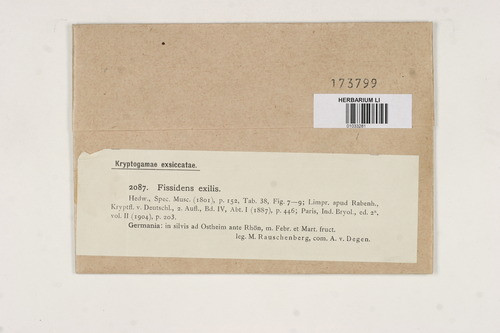 173799
HERBARIUM LI
Kryptogamae exsiccatae.
2087. Fissidens exilis.
Hedw., Spec. Musc. (1801), p. 152, Tab. 38, Fig. 7—9; Limpr. apud Rabenh.,
Kryptfl. v. Deutschl., 2. Aufl., Bd. IV, Abt. I (1887), p. 446; Paris, Ind. Bryol., ed. 2ª,
vol. II (1904), p. 203.
Germania: in silvis ad Ostheim ante Rhön, m. Febr. et Mart. fruct.
leg. M. Rauschenberg, com. A. v. Degen.